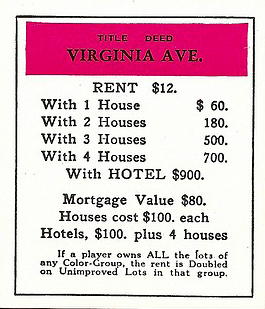 TITLE DEED
VIRGINIA AVE.
RENT $12.
With 1 House $ 60.
With 2 Houses 180.
With 3 Houses 500.
With 4 Houses 700.
With HOTEL $900.
Mortgage Value $80.
Houses cost $100. each
Hotels, $100. plus 4 houses
If a player owns ALL the lots of
any Color-Group, the rent is Doubled
on Unimproved Lots in that group.